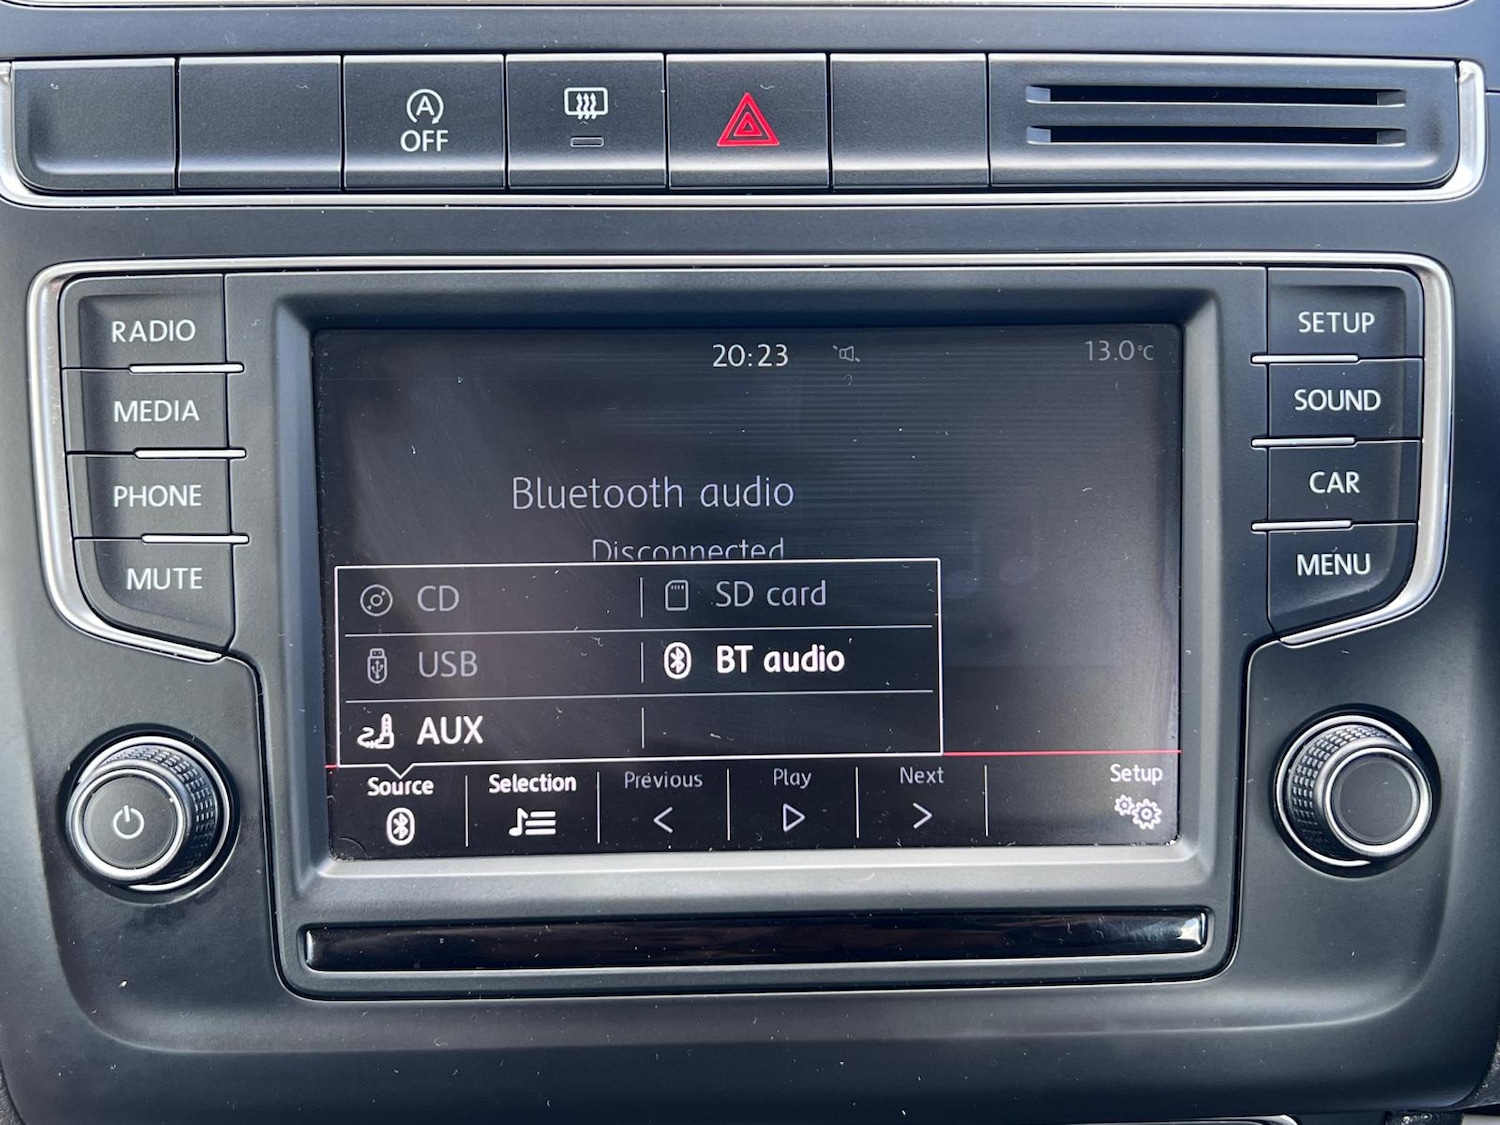 A
OFF
RADIO
MEDIA
PHONE
MUTE
20:23
13.0°C
Bluetooth audio
Disconnected
CD
SD card
USB
BT audio
AUX
Source
Selection
Previous
Play
Next
Setup
SETUP
SOUND
CAR
MENU